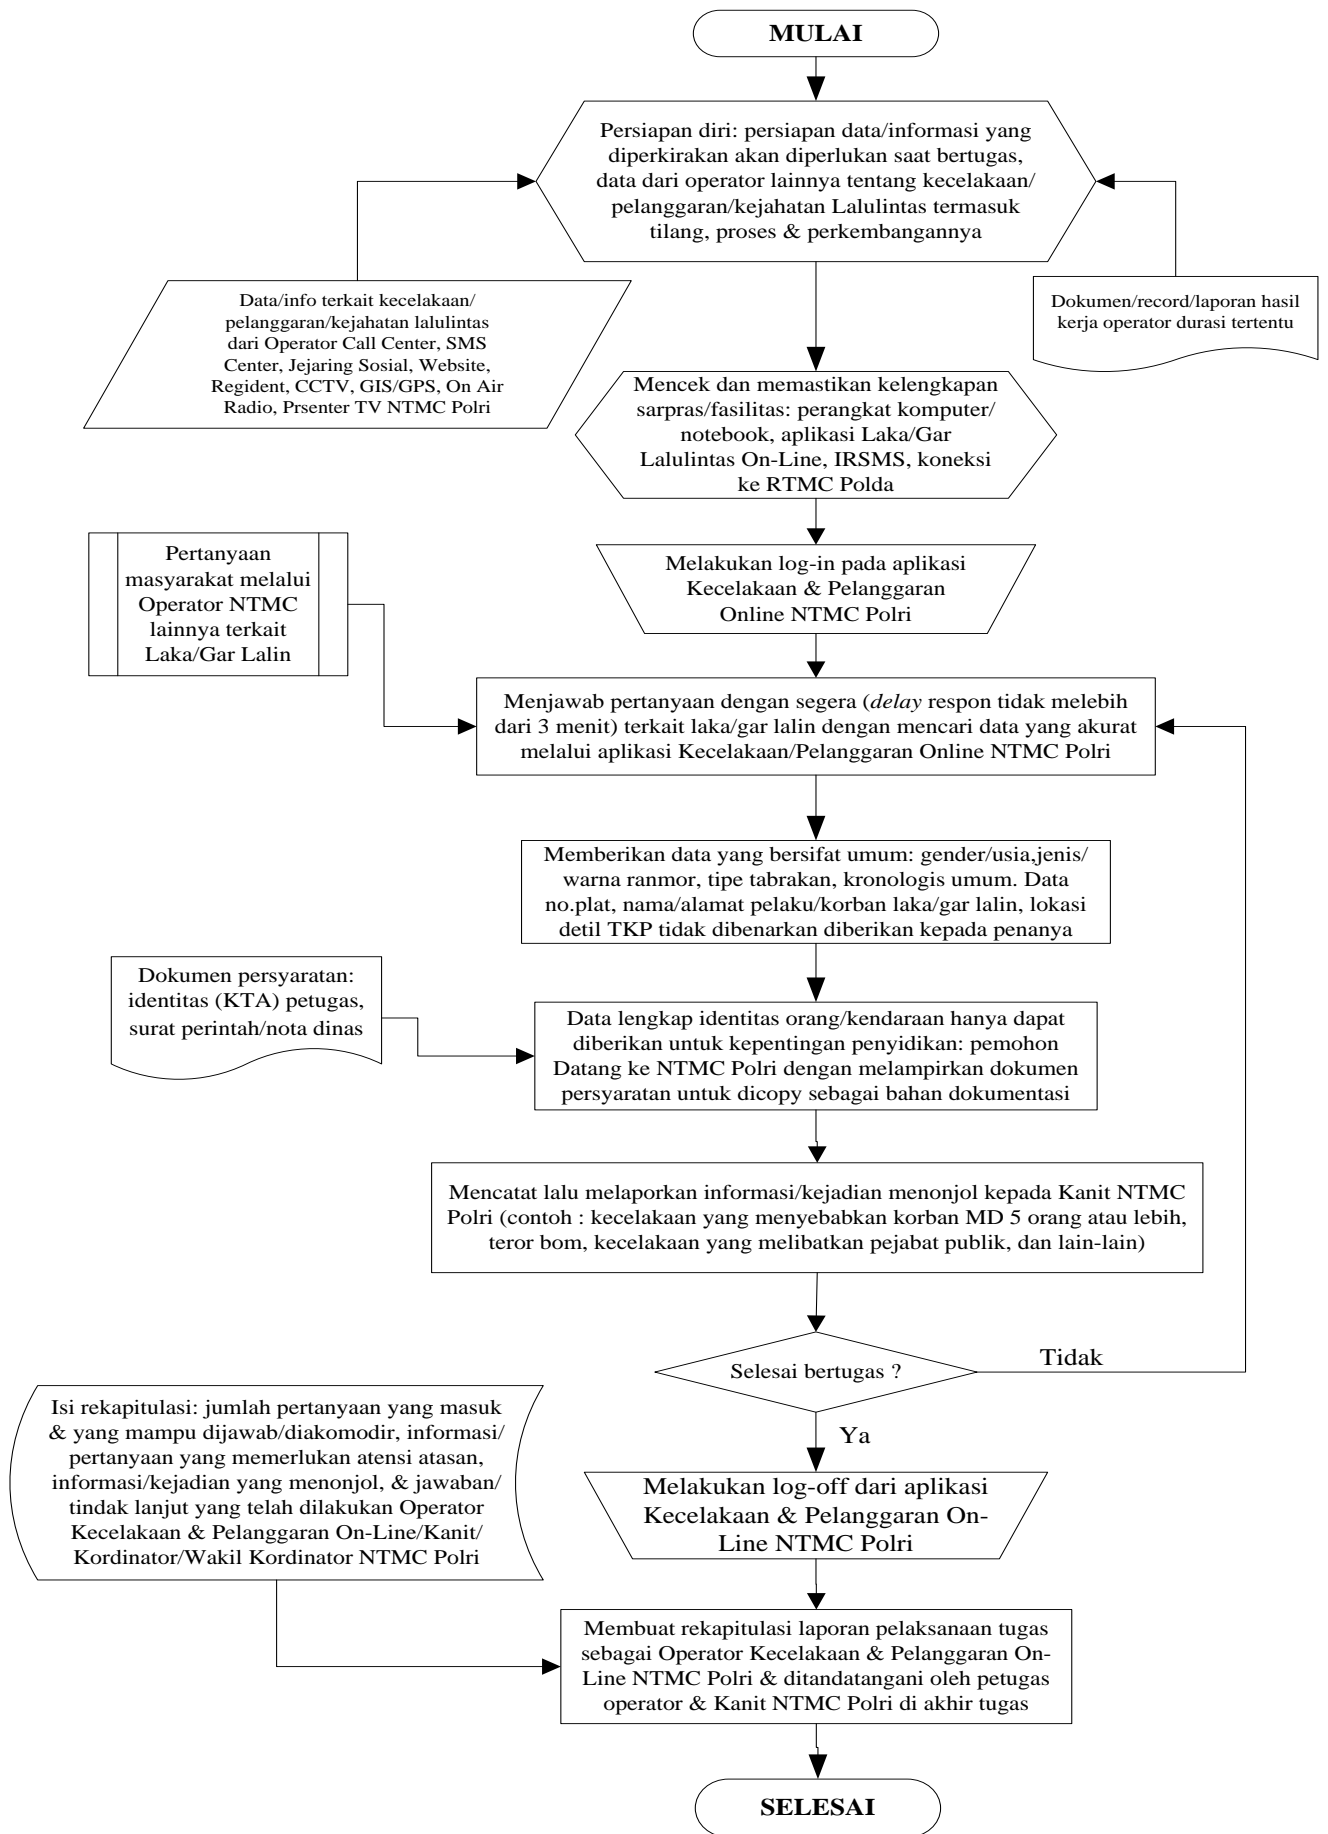 MULAI
Persiapan diri: persiapan data/informasi yang
diperkirakan akan diperlukan saat bertugas,
data dari operator lainnya tentang kecelakaan/
pelanggaran/kejahatan Lalulintas termasuk
tilang, proses & perkembangannya
Data/info terkait kecelakaan/
pelanggaran/kejahatan lalulintas
dari Operator Call Center, SMS
Center, Jejaring Sosial, Website,
Regident, CCTV, GIS/GPS, On Air
Radio, Prsenter TV NTMC Polri
Dokumen/record/laporan hasil
kerja operator durasi tertentu
Mencek dan memastikan kelengkapan
sarpras/fasilitas: perangkat komputer/
notebook, aplikasi Laka/Gar
Lalulintas On-Line, IRSMS, koneksi
ke RTMC Polda
Melakukan log-in pada aplikasi
Kecelakaan & Pelanggaran
Online NTMC Polri
Pertanyaan
masyarakat melalui
Operator NTMC
lainnya terkait
Laka/Gar Lalin
Menjawab pertanyaan dengan segera (delay respon tidak melebih
dari 3 menit) terkait laka/gar lalin dengan mencari data yang akurat
melalui aplikasi Kecelakaan/Pelanggaran Online NTMC Polri
Memberikan data yang bersifat umum: gender/usia,jenis/
warna ranmor, tipe tabrakan, kronologis umum. Data
no.plat, nama/alamat pelaku/korban laka/gar lalin, lokasi
detil TKP tidak dibenarkan diberikan kepada penanya
Dokumen persyaratan:
identitas (KTA) petugas,
surat perintah/nota dinas
Data lengkap identitas orang/kendaraan hanya dapat
diberikan untuk kepentingan penyidikan: pemohon
Datang ke NTMC Polri dengan melampirkan dokumen
persyaratan untuk dicopy sebagai bahan dokumentasi
Mencatat lalu melaporkan informasi/kejadian menonjol kepada Kanit NTMC
Polri (contoh : kecelakaan yang menyebabkan korban MD 5 orang atau lebih,
teror bom, kecelakaan yang melibatkan pejabat publik, dan lain-lain)
Selesai bertugas ?
Tidak
Ya
Isi rekapitulasi: jumlah pertanyaan yang masuk
& yang mampu dijawab/diakomodir, informasi/
pertanyaan yang memerlukan atensi atasan,
informasi/kejadian yang menonjol, & jawaban/
tindak lanjut yang telah dilakukan Operator
Kecelakaan & Pelanggaran On-Line/Kanit/
Kordinator/Wakil Kordinator NTMC Polri
Melakukan log-off dari aplikasi
Kecelakaan & Pelanggaran On-
Line NTMC Polri
Membuat rekapitulasi laporan pelaksanaan tugas
sebagai Operator Kecelakaan & Pelanggaran On-
Line NTMC Polri & ditandatangani oleh petugas
operator & Kanit NTMC Polri di akhir tugas
SELESAI